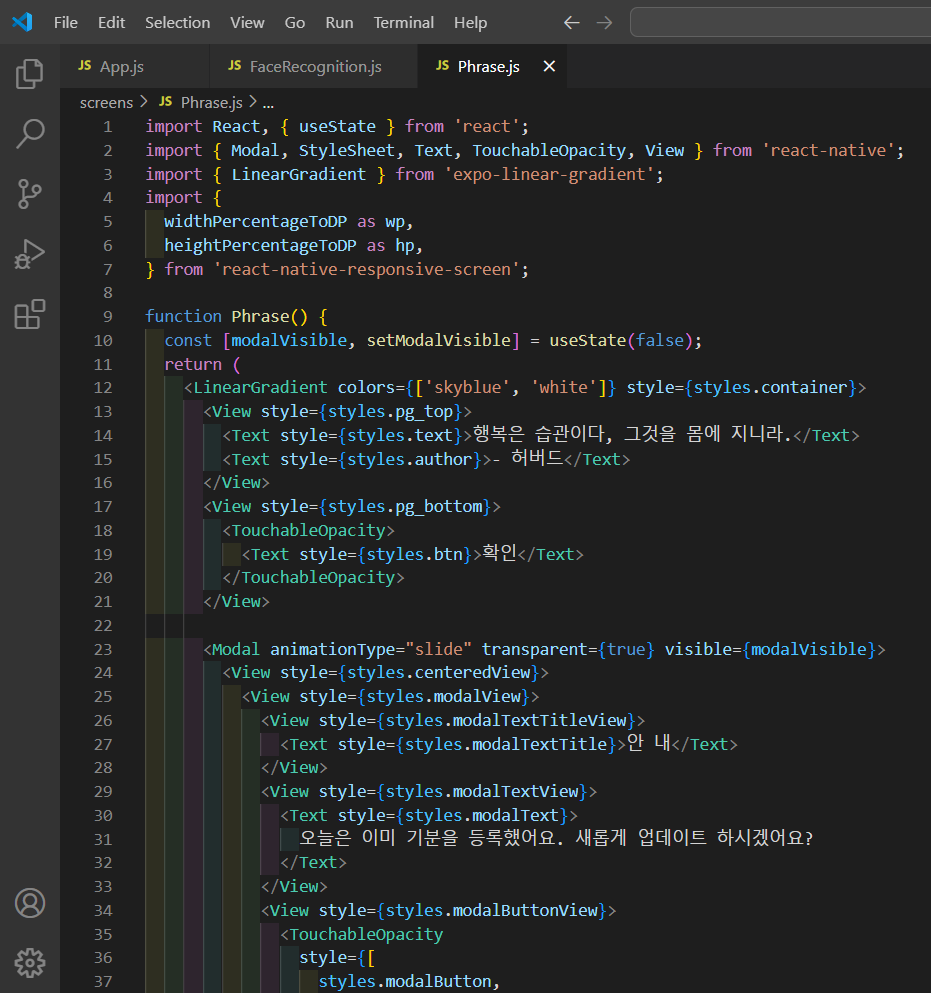 File Edit Selection View Go Run Terminal Help
JS App.js JS FaceRecognition.js JS Phrase.js
screens > JS Phrase.js > ...
1 import React, { useState } from 'react';
2 import { Modal, StyleSheet, Text, TouchableOpacity, View } from 'react-native';
3 import { LinearGradient } from 'expo-linear-gradient';
4 import {
5 widthPercentageToDP as wp,
6 heightPercentageToDP as hp,
7 } from 'react-native-responsive-screen';
8
9 function Phrase() {
10 const [modalVisible, setModalVisible] = useState(false);
11 return (
12 <LinearGradient colors={['skyblue', 'white']} style={styles.container}>
13 <View style={styles.pg_top}>
14 <Text style={styles.text}>행복은 습관이다, 그것을 몸에 지니라.</Text>
15 <Text style={styles.author}>- 허버드</Text>
16 </View>
17 <View style={styles.pg_bottom}>
18 <TouchableOpacity>
19 <Text style={styles.btn}>확인</Text>
20 </TouchableOpacity>
21 </View>
22
23 <Modal animationType="slide" transparent={true} visible={modalVisible}>
24 <View style={styles.centeredView}>
25 <View style={styles.modalView}>
26 <View style={styles.modalTextTitleView}>
27 <Text style={styles.modalTextTitle}>안 내</Text>
28 </View>
29 <View style={styles.modalTextView}>
30 <Text style={styles.modalText}>
31 오늘은 이미 기분을 등록했어요. 새롭게 업데이트 하시겠어요?
32 </Text>
33 </View>
34 <View style={styles.modalButtonView}>
35 <TouchableOpacity
36 style={[
37 styles.modalButton,